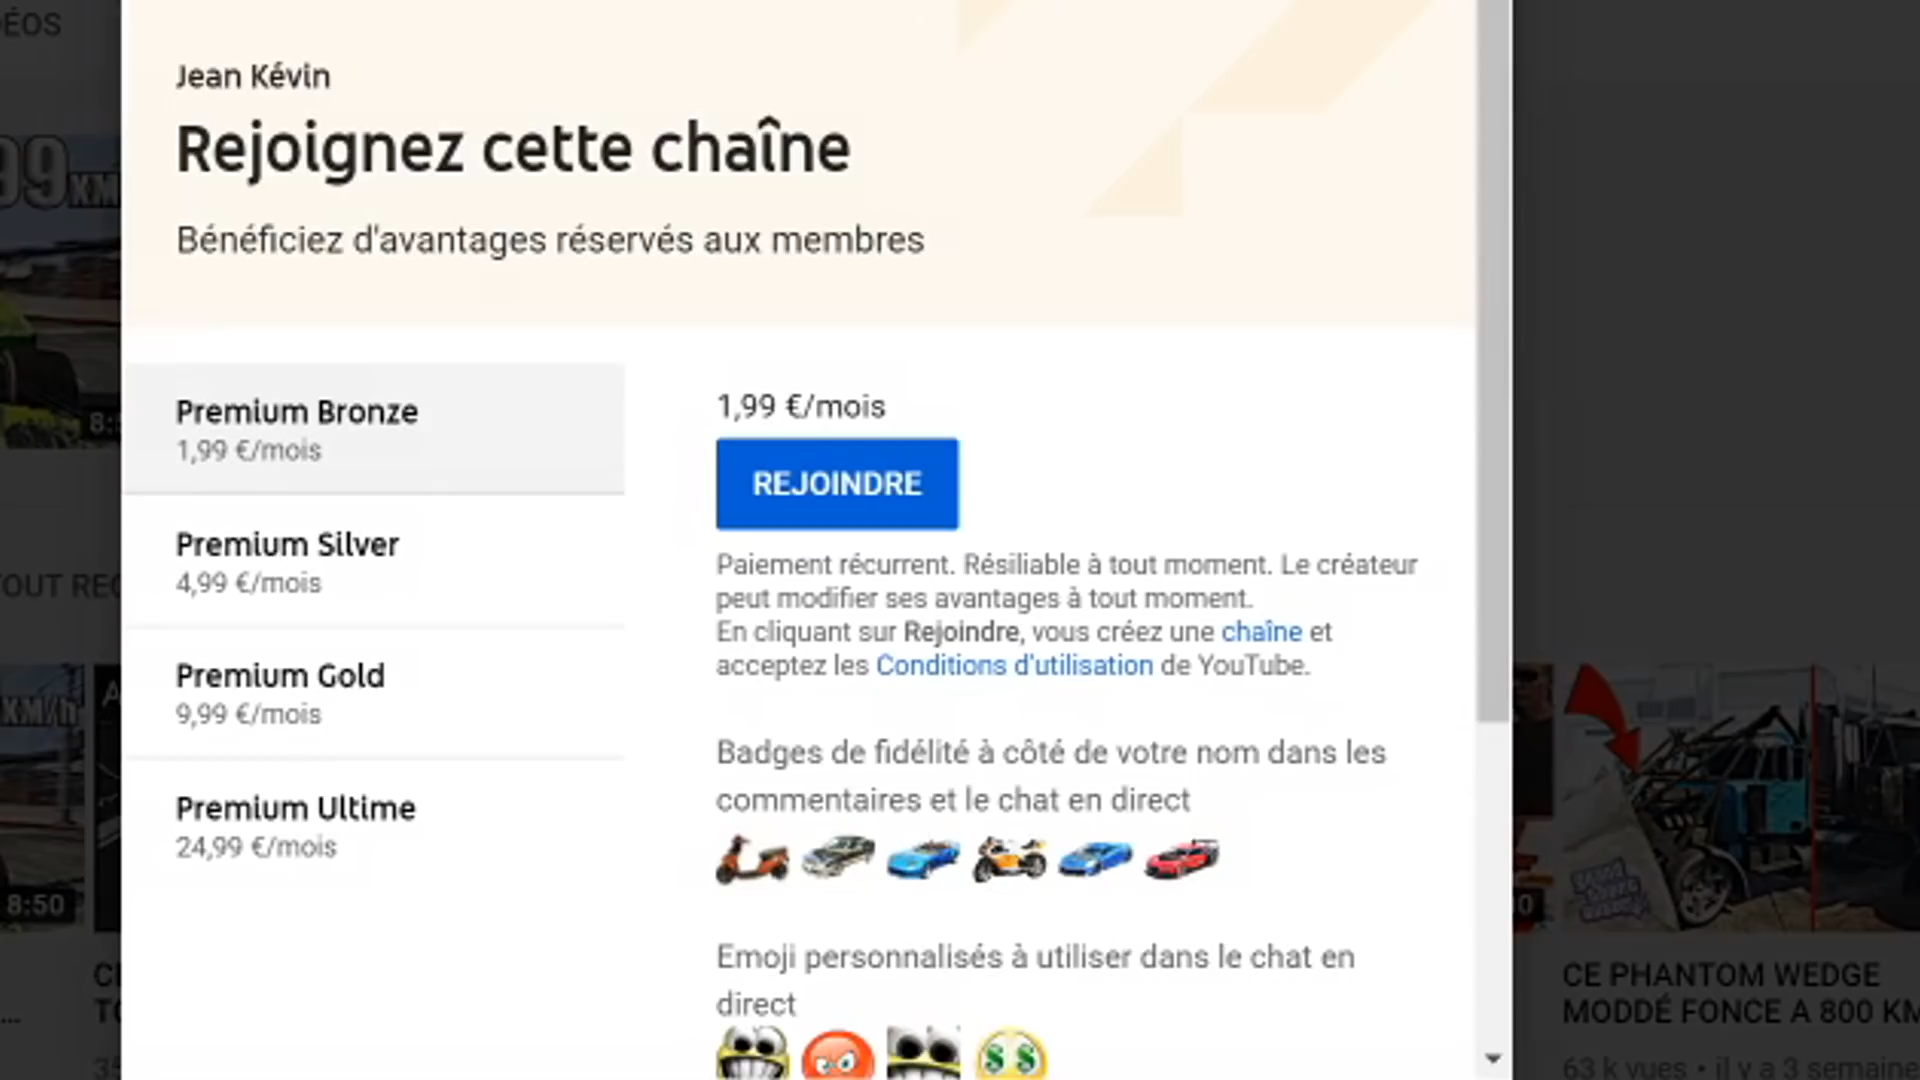 Jean Kévin
Rejoignez cette chaîne
Bénéficiez d'avantages réservés aux membres
Premium Bronze
1,99 €/mois
Premium Silver
4,99 €/mois
Premium Gold
9,99 €/mois
Premium Ultime
24,99 €/mois
1,99 €/mois
REJOINDRE
Paiement récurrent. Résiliable à tout moment. Le créateur
peut modifier ses avantages à tout moment.
En cliquant sur Rejoindre, vous créez une chaîne et
acceptez les Conditions d'utilisation de YouTube.
Badges de fidélité à côté de votre nom dans les
commentaires et le chat en direct
Emoji personnalisés à utiliser dans le chat en
direct
8:50
KM/h
CE PHANTOM WEDGE
MODDÉ FONCE A 800 KM
63 k vues • il y a 3 semaine